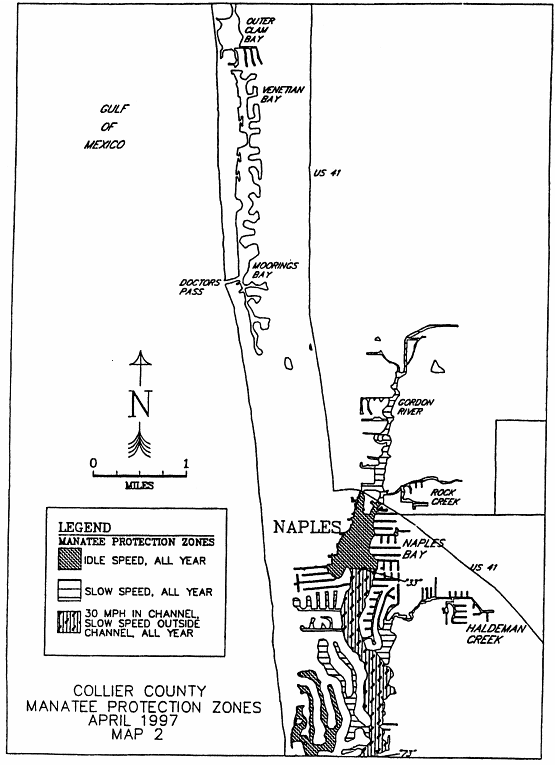 OUTER
CLAM
BAY
VENETIAN
BAY
GULF
OF
MEXICO
US 41
MOORINGS
BAY
DOCTORS
PASS
N
0 1
MILES
GORDON
RIVER
ROCK
CREEK
NAPLES
NAPLES
BAY
US 41
"33"
HALDEMAN
CREEK
LEGEND
MANATEE PROTECTION ZONES
IDLE SPEED, ALL YEAR
SLOW SPEED, ALL YEAR
30 MPH IN CHANNEL,
SLOW SPEED OUTSIDE
CHANNEL, ALL YEAR
COLLIER COUNTY
MANATEE PROTECTION ZONES
APRIL 1997
MAP 2
"73"